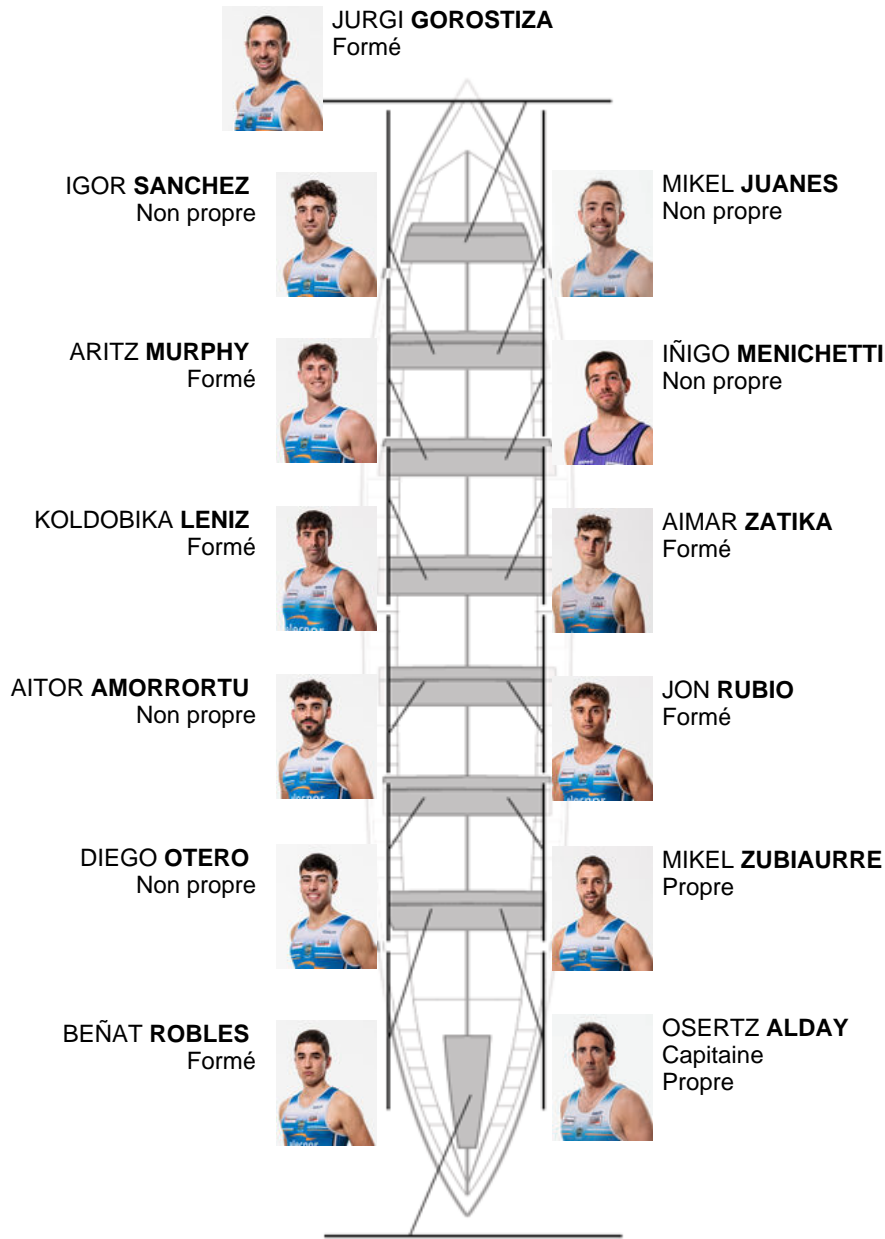 JURGI GOROSTIZA
Formé
IGOR SANCHEZ
Non propre
MIKEL JUANES
Non propre
ARITZ MURPHY
Formé
IÑIGO MENICHETTI
Non propre
KOLDOBIKA LENIZ
Formé
AIMAR ZATIKA
Formé
AITOR AMORRORTU
Non propre
JON RUBIO
Formé
DIEGO OTERO
Non propre
MIKEL ZUBIAURRE
Propre
BEÑAT ROBLES
Formé
OSERTZ ALDAY
Capitaine
Propre